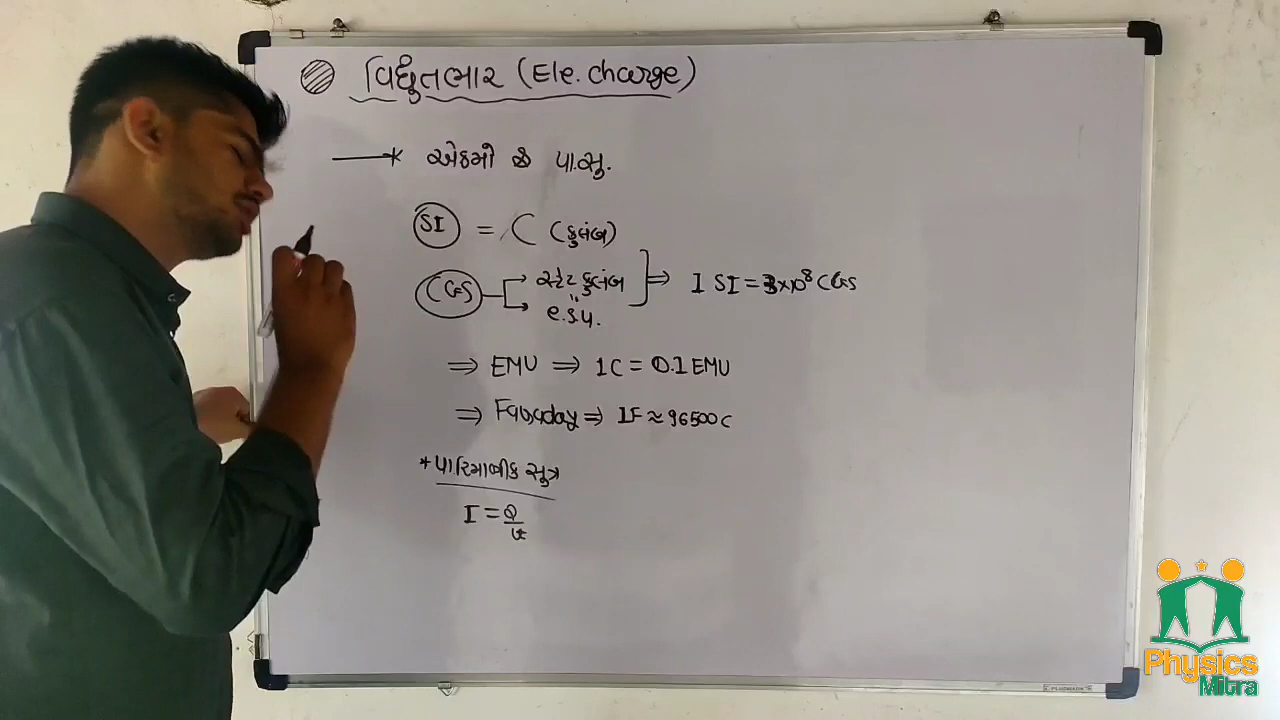 વિદ્યુતભાર (Ele. charge)
એકમો & પા.સુ.
SI = C (કુલંબ)
CGS સ્ટેટ કુલંબ ⇒ 1 SI = 3×10⁸ CGS
"
e.s.u.
⇒ EMU ⇒ 1C = 0.1 EMU
⇒ Faraday ⇒ 1F ≈ 96500 C
* પારિમાણીક સૂત્ર
I = Q/t
Physics
Mitra